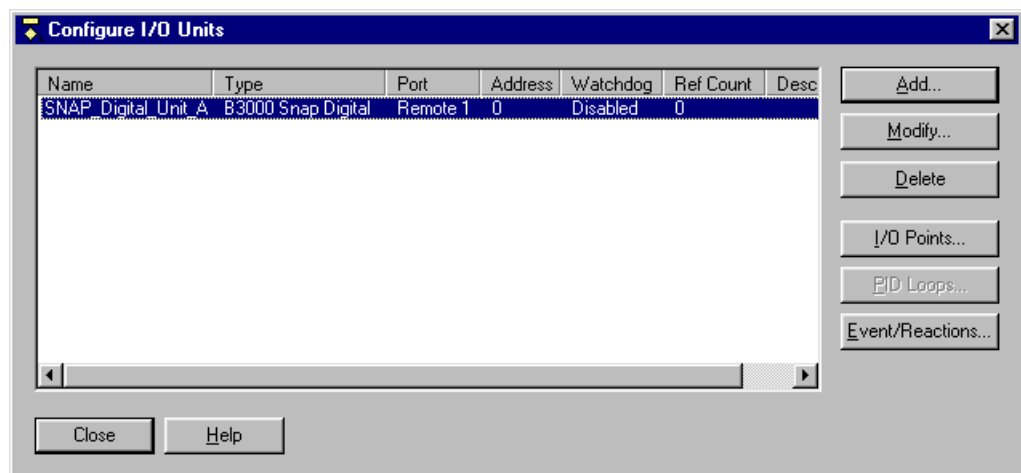 Configure I/O Units
Name Type Port Address Watchdog Ref Count Desc
SNAP_Digital_Unit_A B3000 Snap Digital Remote 1 0 Disabled 0
Add...
Modify...
Delete
I/O Points...
PID Loops...
Event/Reactions...
Close Help